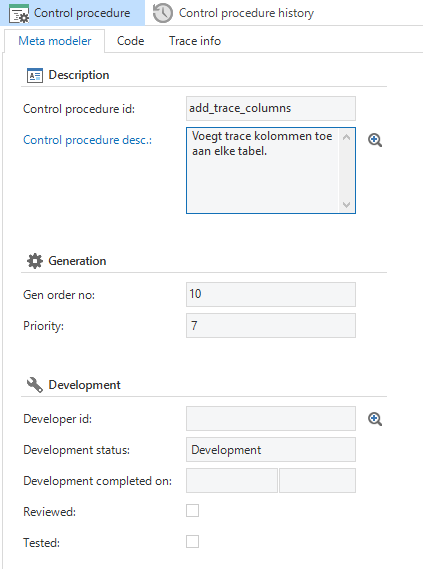 Control procedure
Control procedure history
Meta modeler
Code
Trace info
Description
Control procedure id:
add_trace_columns
Control procedure desc.:
Voegt trace kolommen toe
aan elke tabel.
Generation
Gen order no:
10
Priority:
7
Development
Developer id:
Development status:
Development
Development completed on:
Reviewed:
Tested: